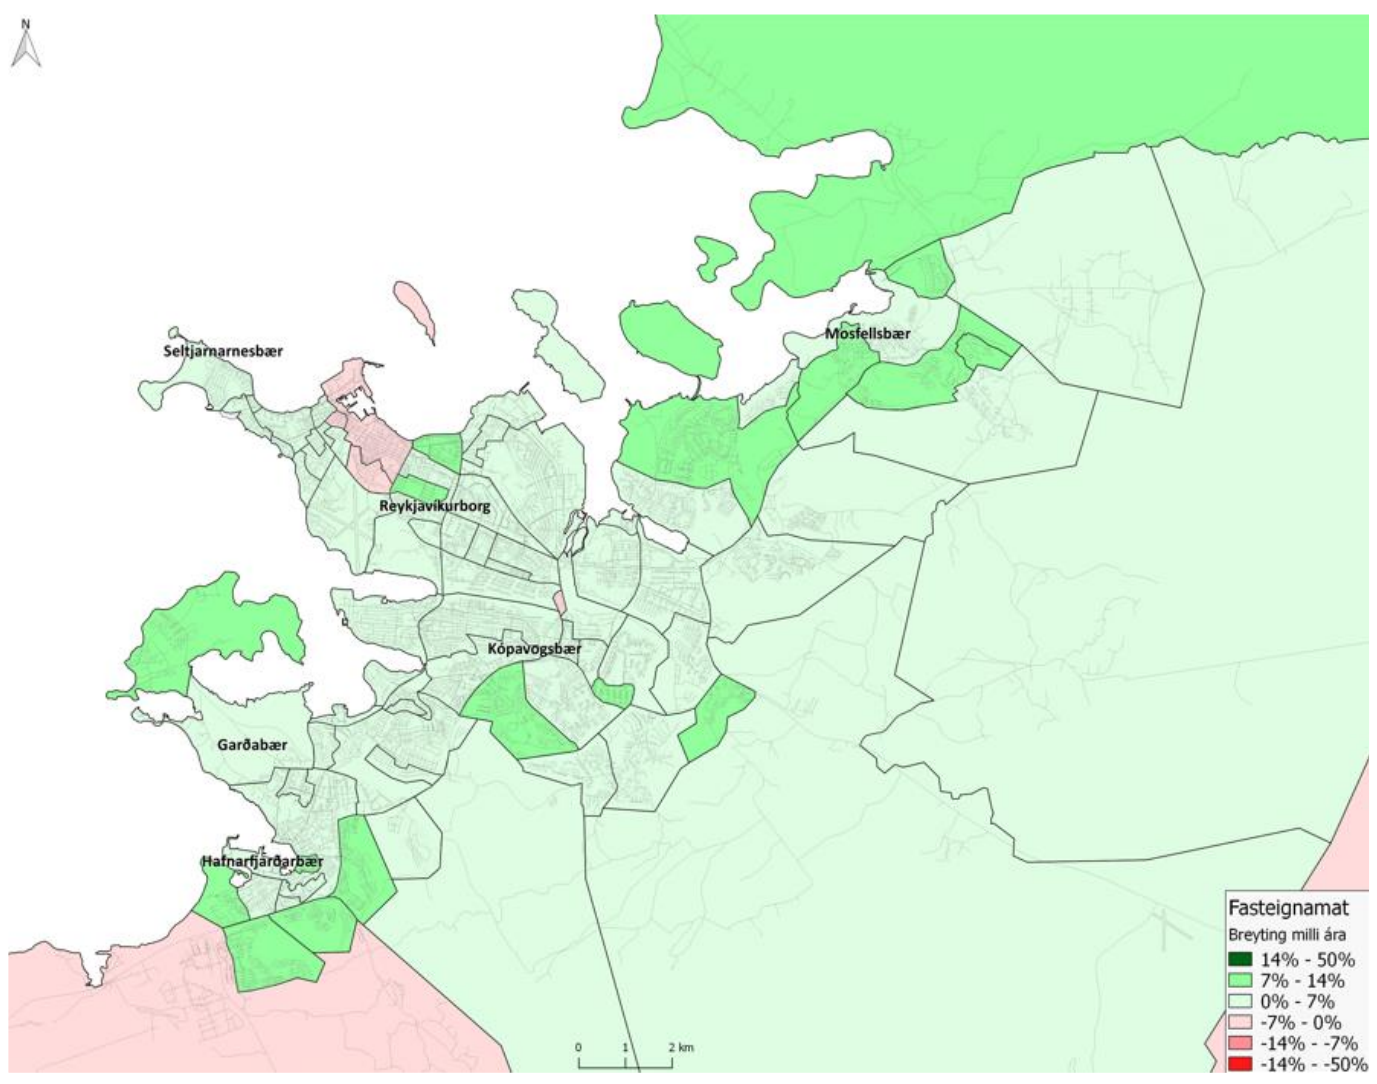 N
Seltjarnarnesbær
Mosfellsbær
Reykjavíkurborg
Kópavogsbær
Garðabær
Hafnarfjarðarbær
Fasteignamat
Breyting milli ára
14% - 50%
7% - 14%
0% - 7%
-7% - 0%
-14% - -7%
-14% - -50%
0 1 2 km